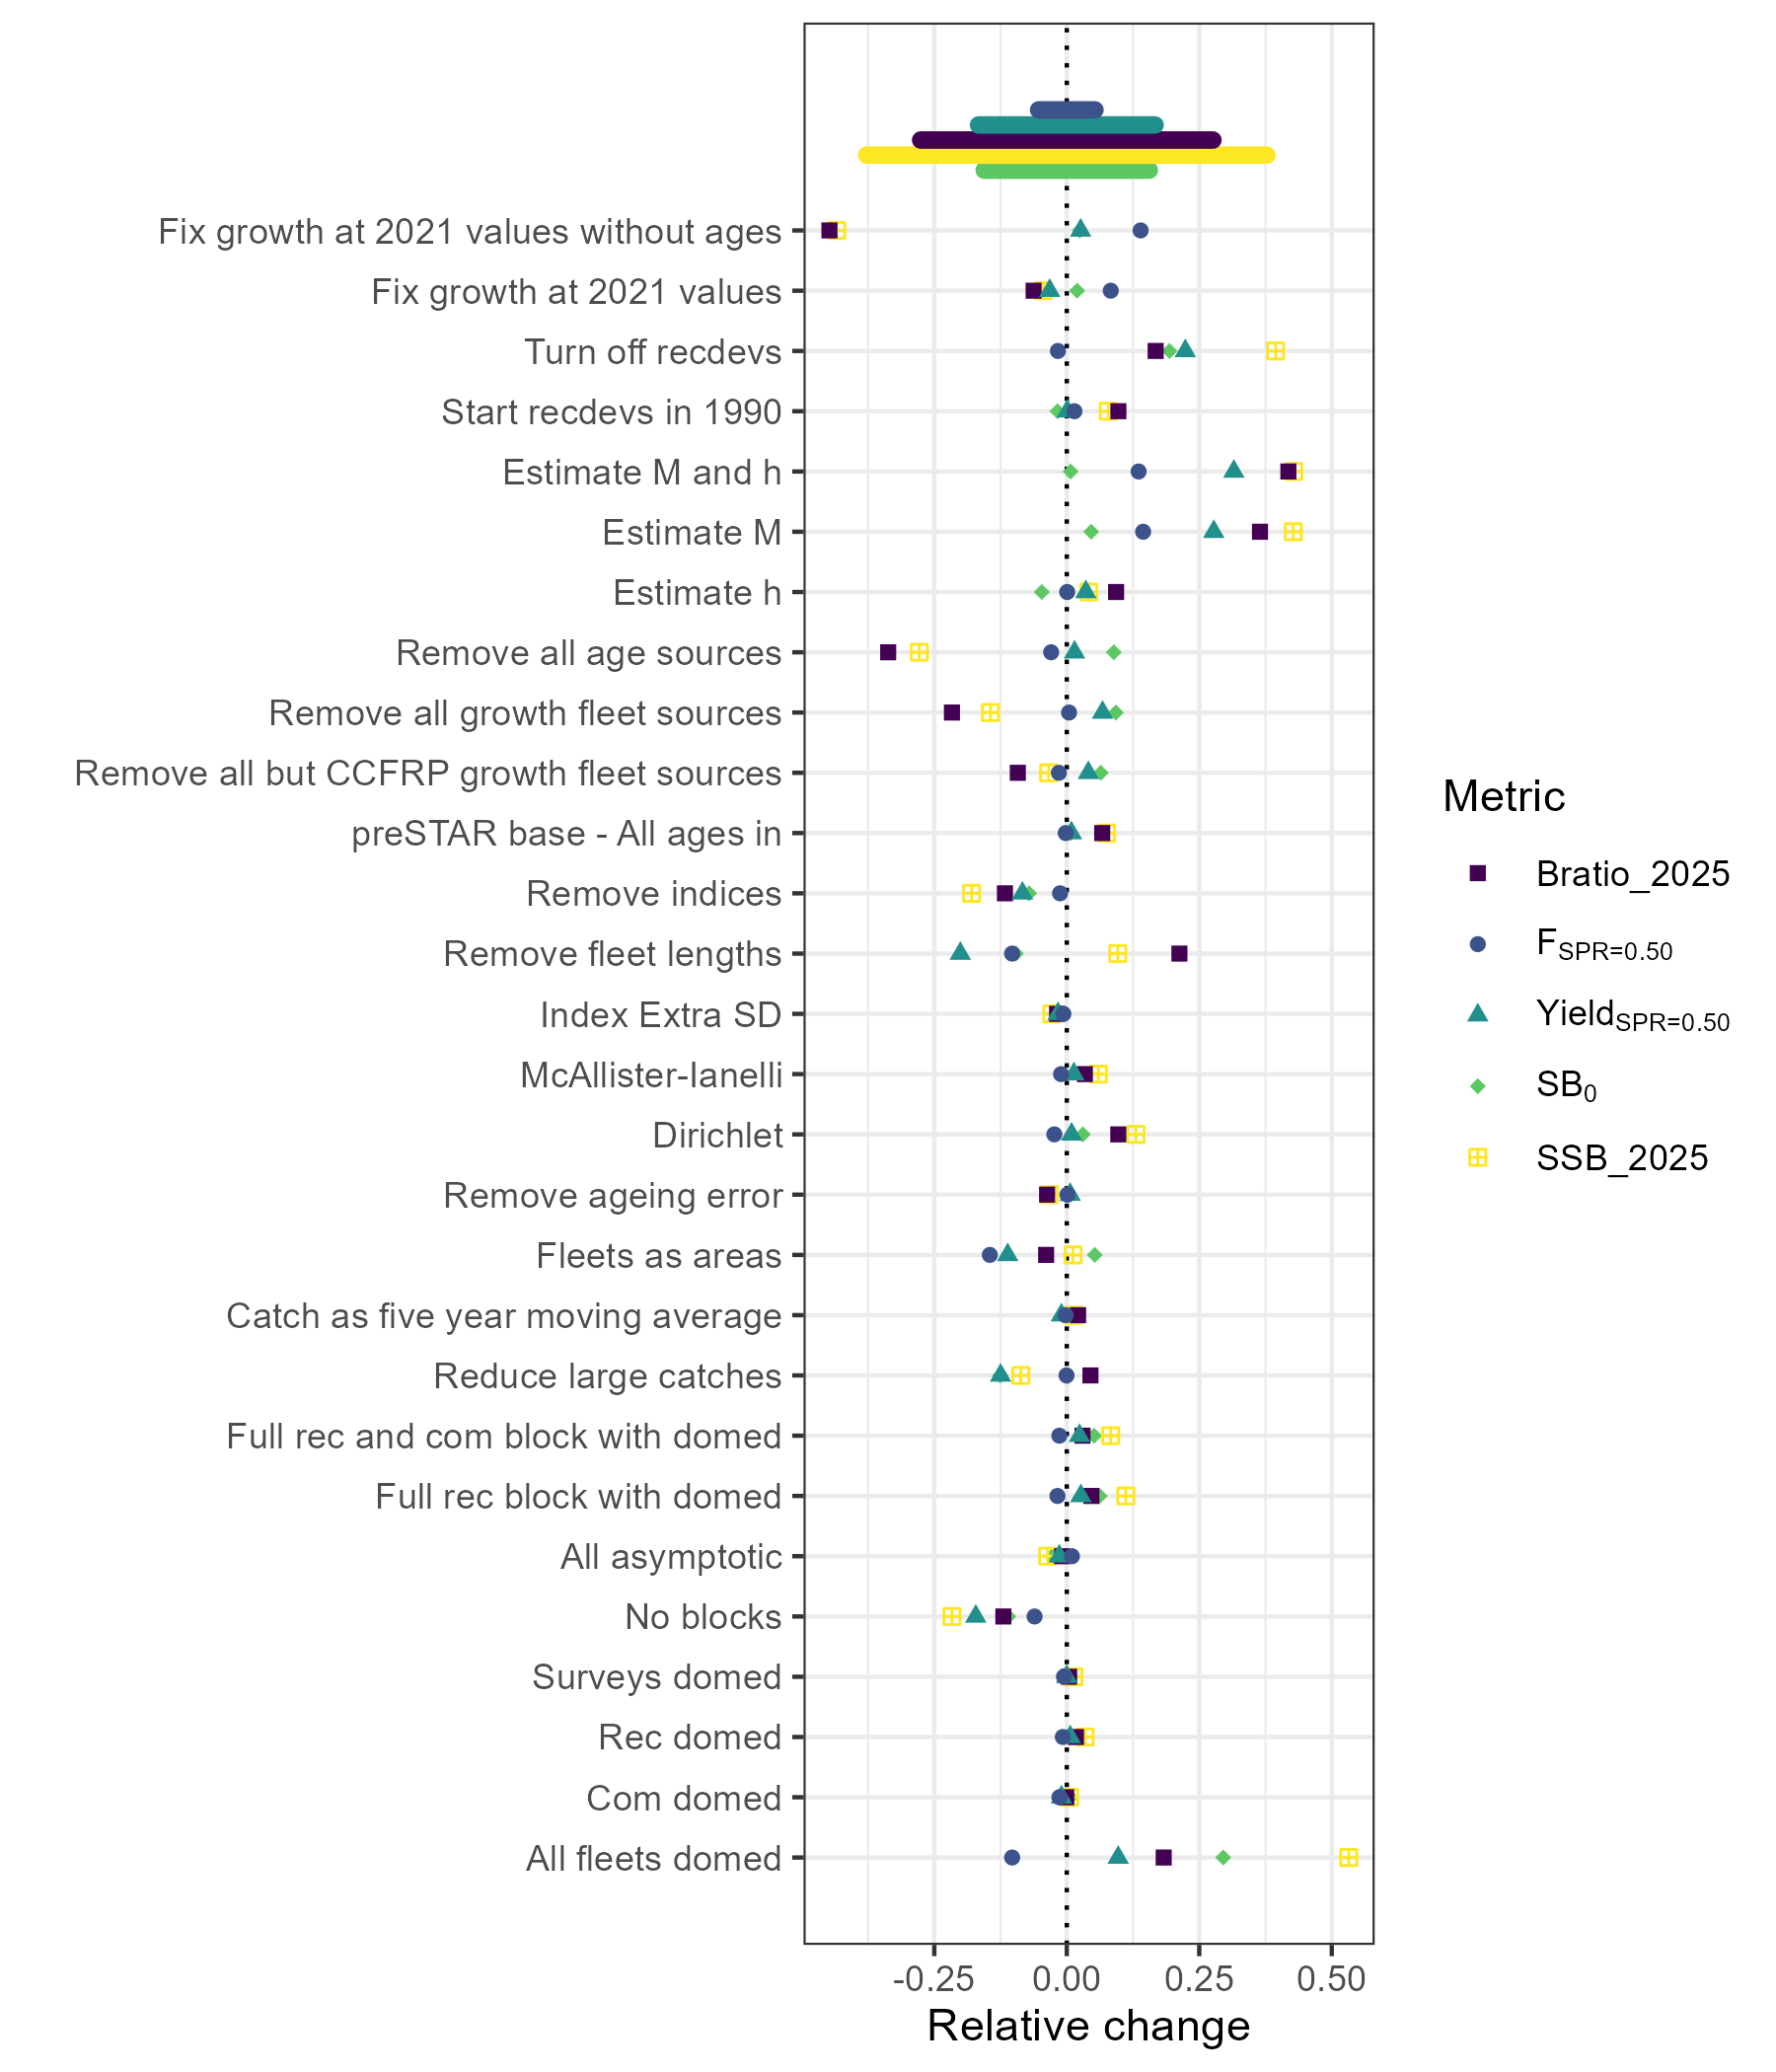 Fix growth at 2021 values without ages
Fix growth at 2021 values
Turn off recdevs
Start recdevs in 1990
Estimate M and h
Estimate M
Estimate h
Remove all age sources
Remove all growth fleet sources
Remove all but CCFRP growth fleet sources
preSTAR base - All ages in
Remove indices
Remove fleet lengths
Index Extra SD
McAllister-Ianelli
Dirichlet
Remove ageing error
Fleets as areas
Catch as five year moving average
Reduce large catches
Full rec and com block with domed
Full rec block with domed
All asymptotic
No blocks
Surveys domed
Rec domed
Com domed
All fleets domed
-0.25 0.00 0.25 0.50
Relative change
Metric
Bratio_2025
FSPR=0.50
YieldSPR=0.50
SB0
SSB_2025